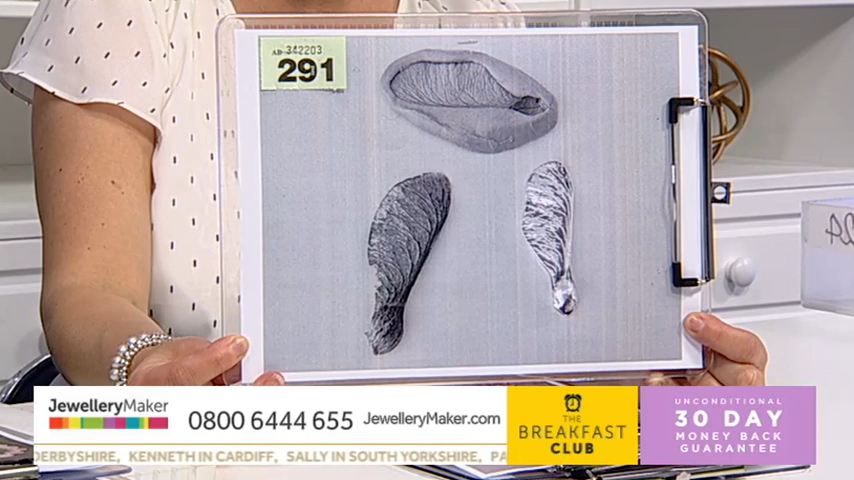 AB 342203
291
JewelleryMaker
0800 6444 655
JewelleryMaker.com
THE
BREAKFAST
CLUB
UNCONDITIONAL
30 DAY
MONEY BACK
GUARANTEE
DERBYSHIRE, KENNETH IN CARDIFF, SALLY IN SOUTH YORKSHIRE, PA